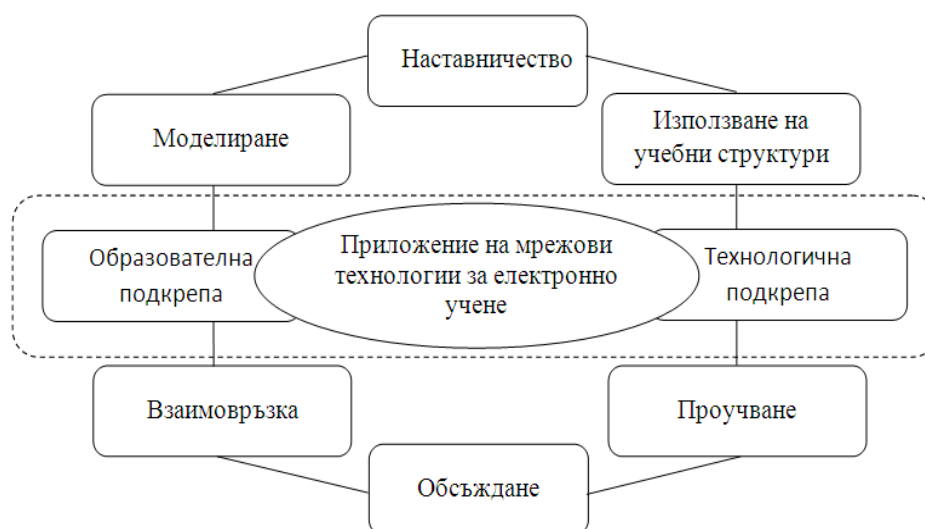 Наставничество
Моделиране
Използване на
учебни структури
Образователна
подкрепа
Приложение на мрежови
технологии за електронно
учене
Технологична
подкрепа
Взаимовръзка
Проучване
Обсъждане